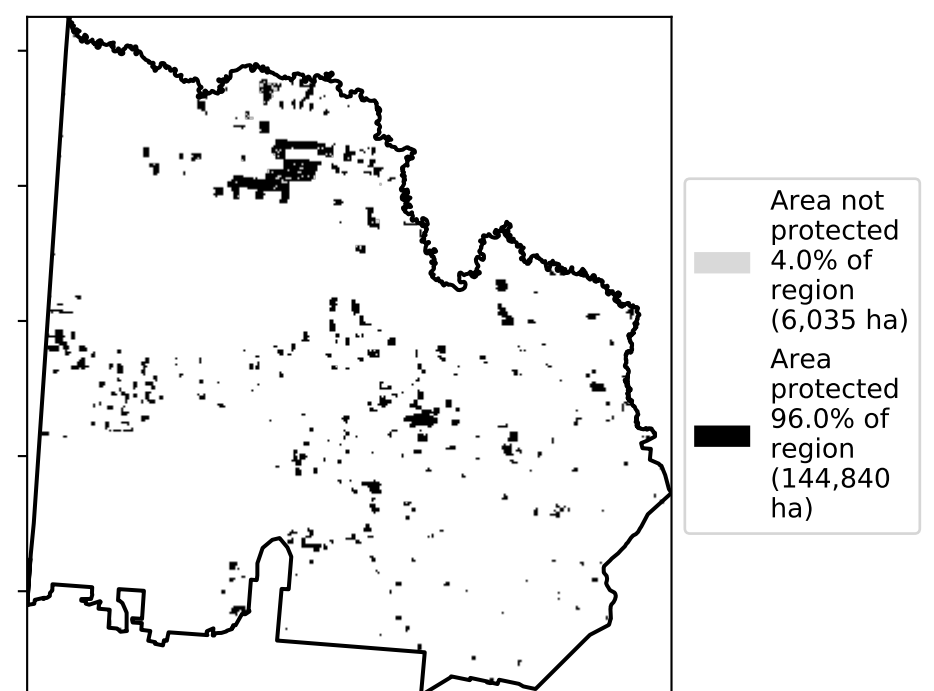 Area not
protected
4.0% of
region
(6,035 ha)
Area
protected
96.0% of
region
(144,840
ha)